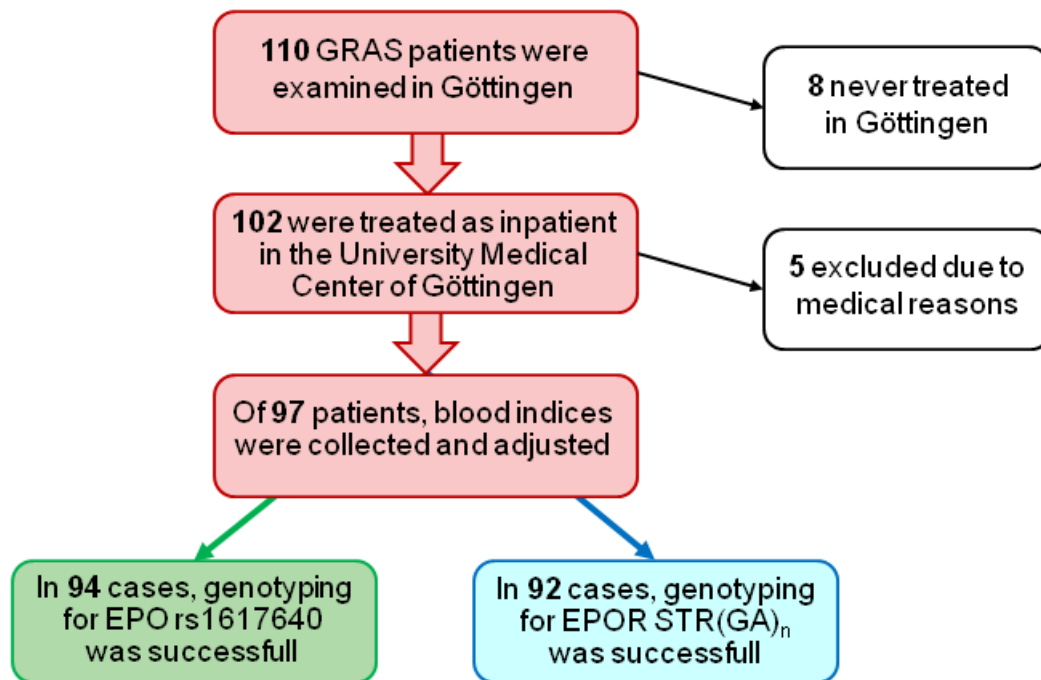 110 GRAS patients were
examined in Göttingen
8 never treated
in Göttingen
102 were treated as inpatient
in the University Medical
Center of Göttingen
5 excluded due to
medical reasons
Of 97 patients, blood indices
were collected and adjusted
In 94 cases, genotyping
for EPO rs1617640
was successfull
In 92 cases, genotyping
for EPOR STR(GA)n
was successfull